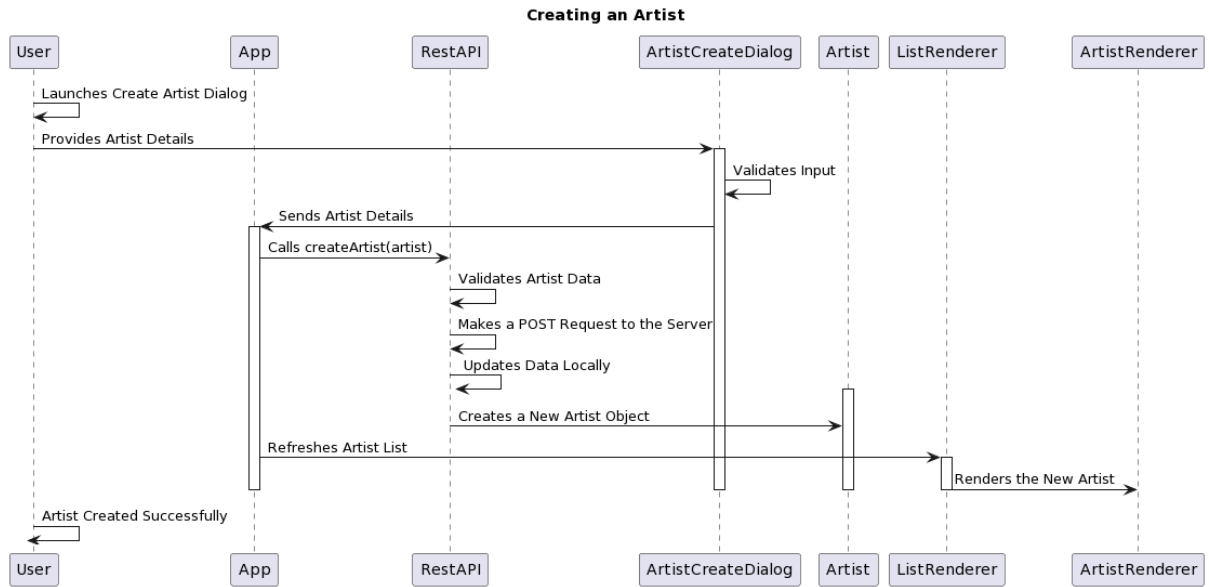 Creating an Artist
User
App
RestAPI
ArtistCreateDialog
Artist
ListRenderer
ArtistRenderer
Launches Create Artist Dialog
Provides Artist Details
Validates Input
Sends Artist Details
Calls createArtist(artist)
Validates Artist Data
Makes a POST Request to the Server
Updates Data Locally
Creates a New Artist Object
Refreshes Artist List
Renders the New Artist
Artist Created Successfully
User
App
RestAPI
ArtistCreateDialog
Artist
ListRenderer
ArtistRenderer